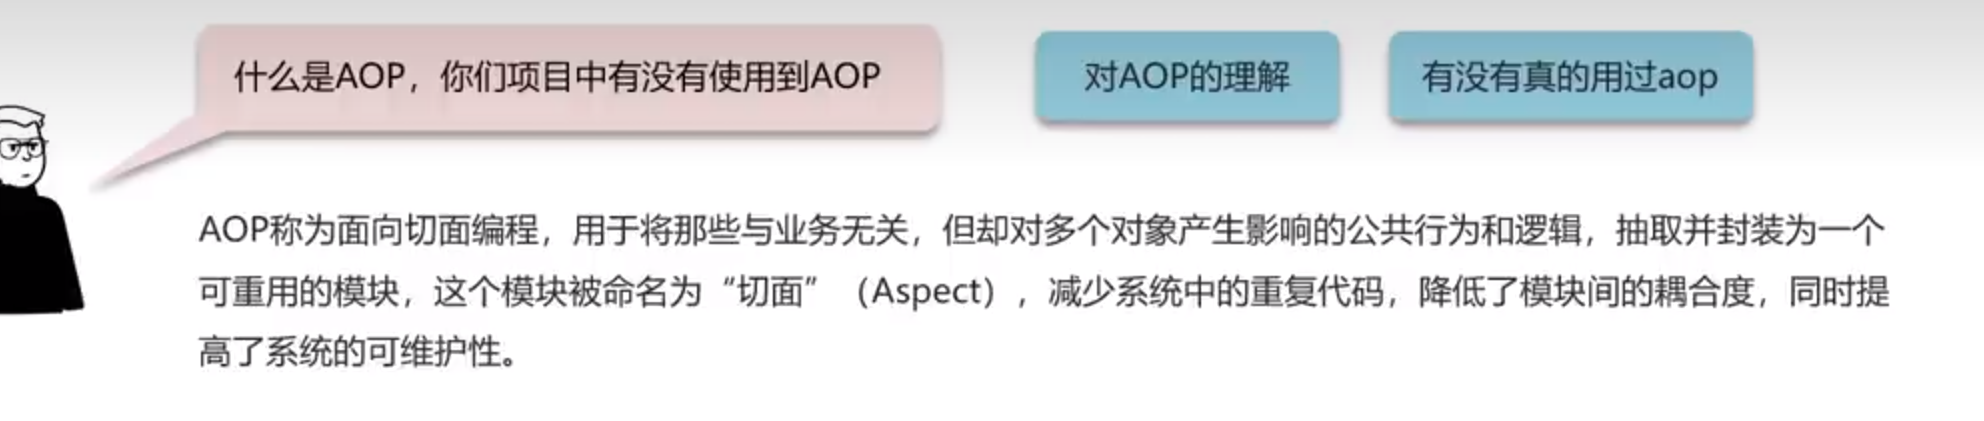 什么是AOP，你们项目中有没有使用到AOP
对AOP的理解
有没有真的用过aop
AOP称为面向切面编程，用于将那些与业务无关，但却对多个对象产生影响的公共行为和逻辑，抽取并封装为一个
可重用的模块，这个模块被命名为“切面”（Aspect），减少系统中的重复代码，降低了模块间的耦合度，同时提
高了系统的可维护性。